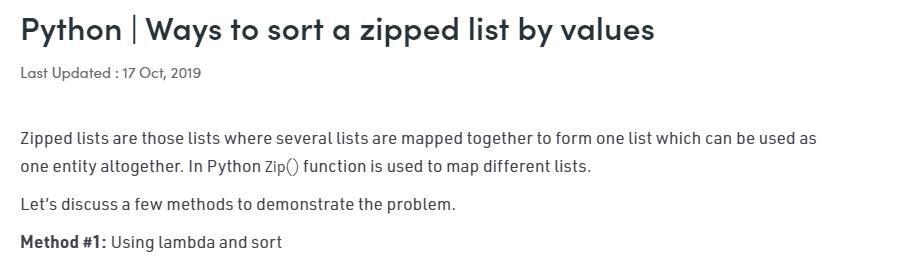 Python | Ways to sort a zipped list by values
Last Updated : 17 Oct, 2019
Zipped lists are those lists where several lists are mapped together to form one list which can be used as
one entity altogether. In Python Zip() function is used to map different lists.
Let's discuss a few methods to demonstrate the problem.
Method #1: Using lambda and sort